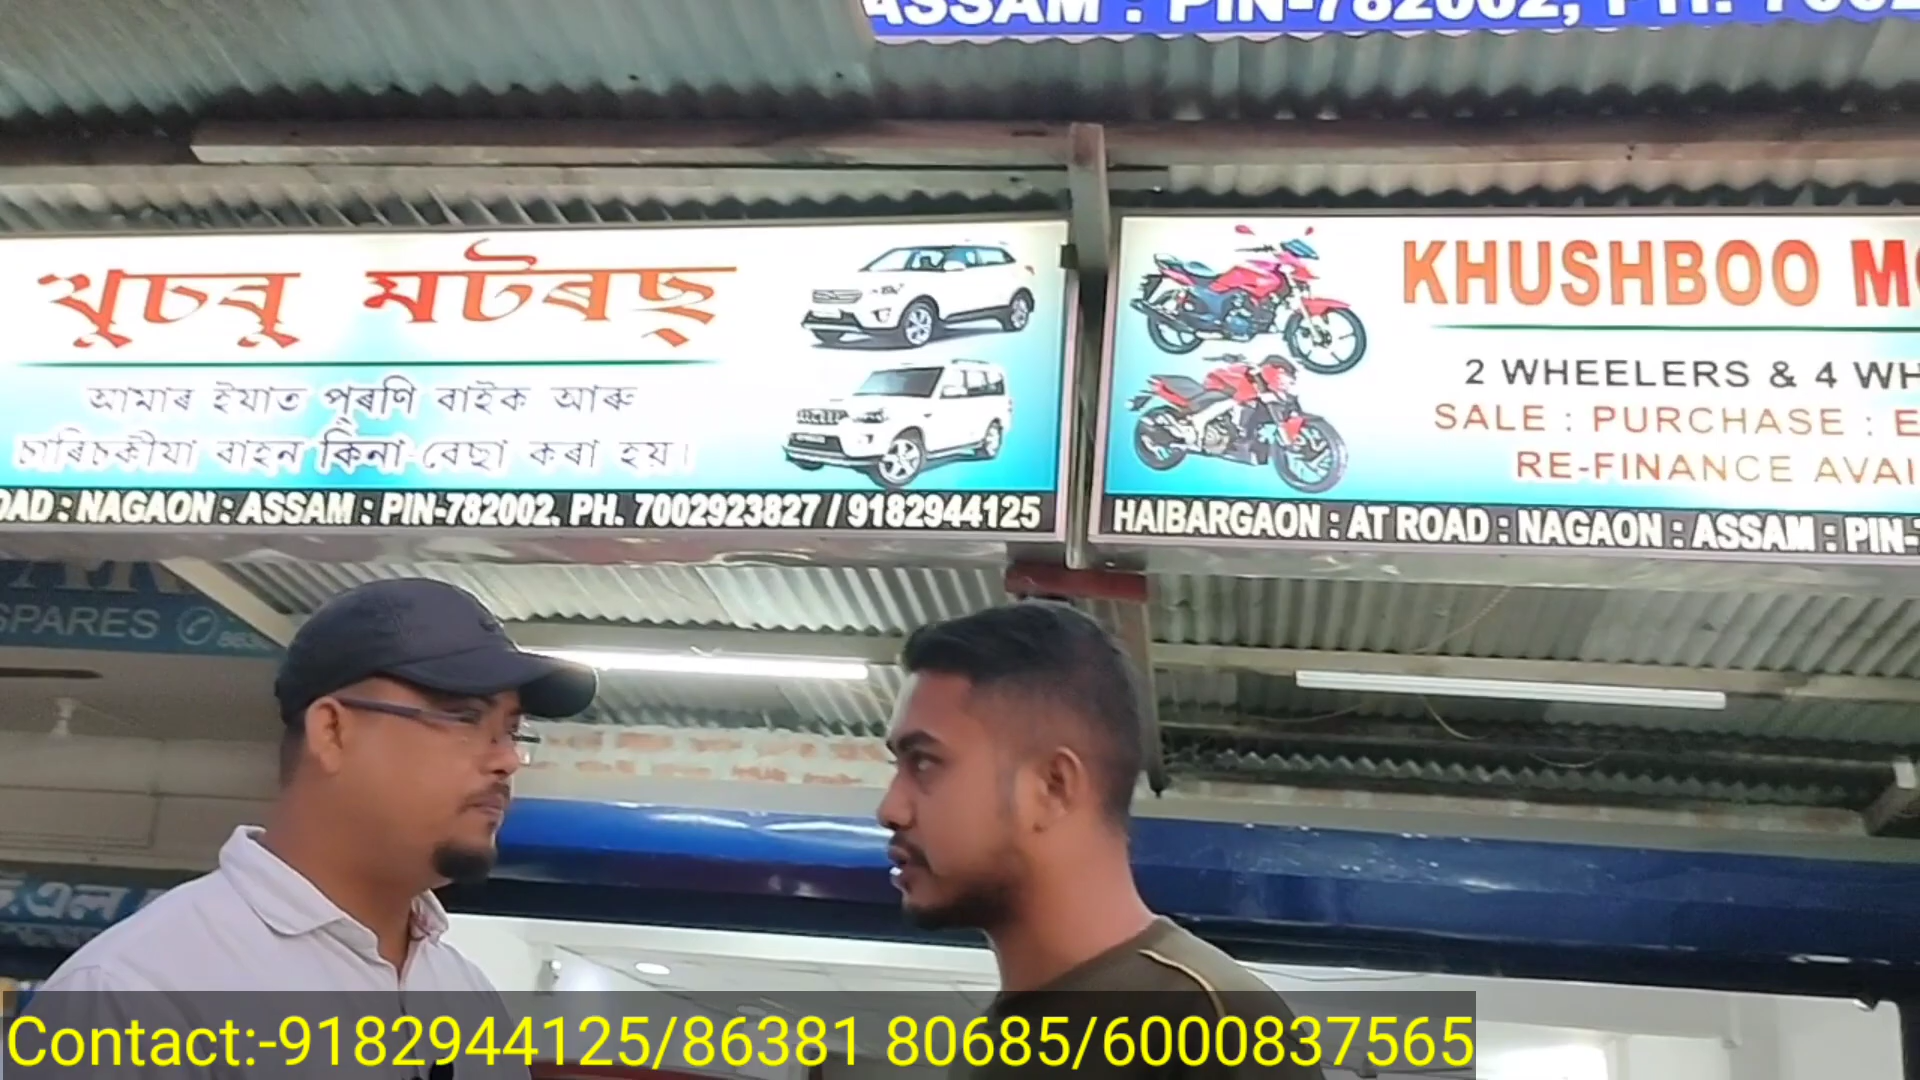 ASSAM : PIN-782002, PH.
খুচবু মটৰছ্
আমাৰ ইয়াত পুৰণি বাইক আৰু
চাৰিচকীয়া বাহন কিনা-বেছা কৰা হয়।
OAD : NAGAON : ASSAM : PIN-782002. PH. 7002923827 / 9182944125
KHUSHBOO M
2 WHEELERS & 4 WH
SALE : PURCHASE : E
RE-FINANCE AVAI
HAIBARGAON : AT ROAD : NAGAON : ASSAM : PIN-
SPARES
Contact:-9182944125/86381 80685/6000837565